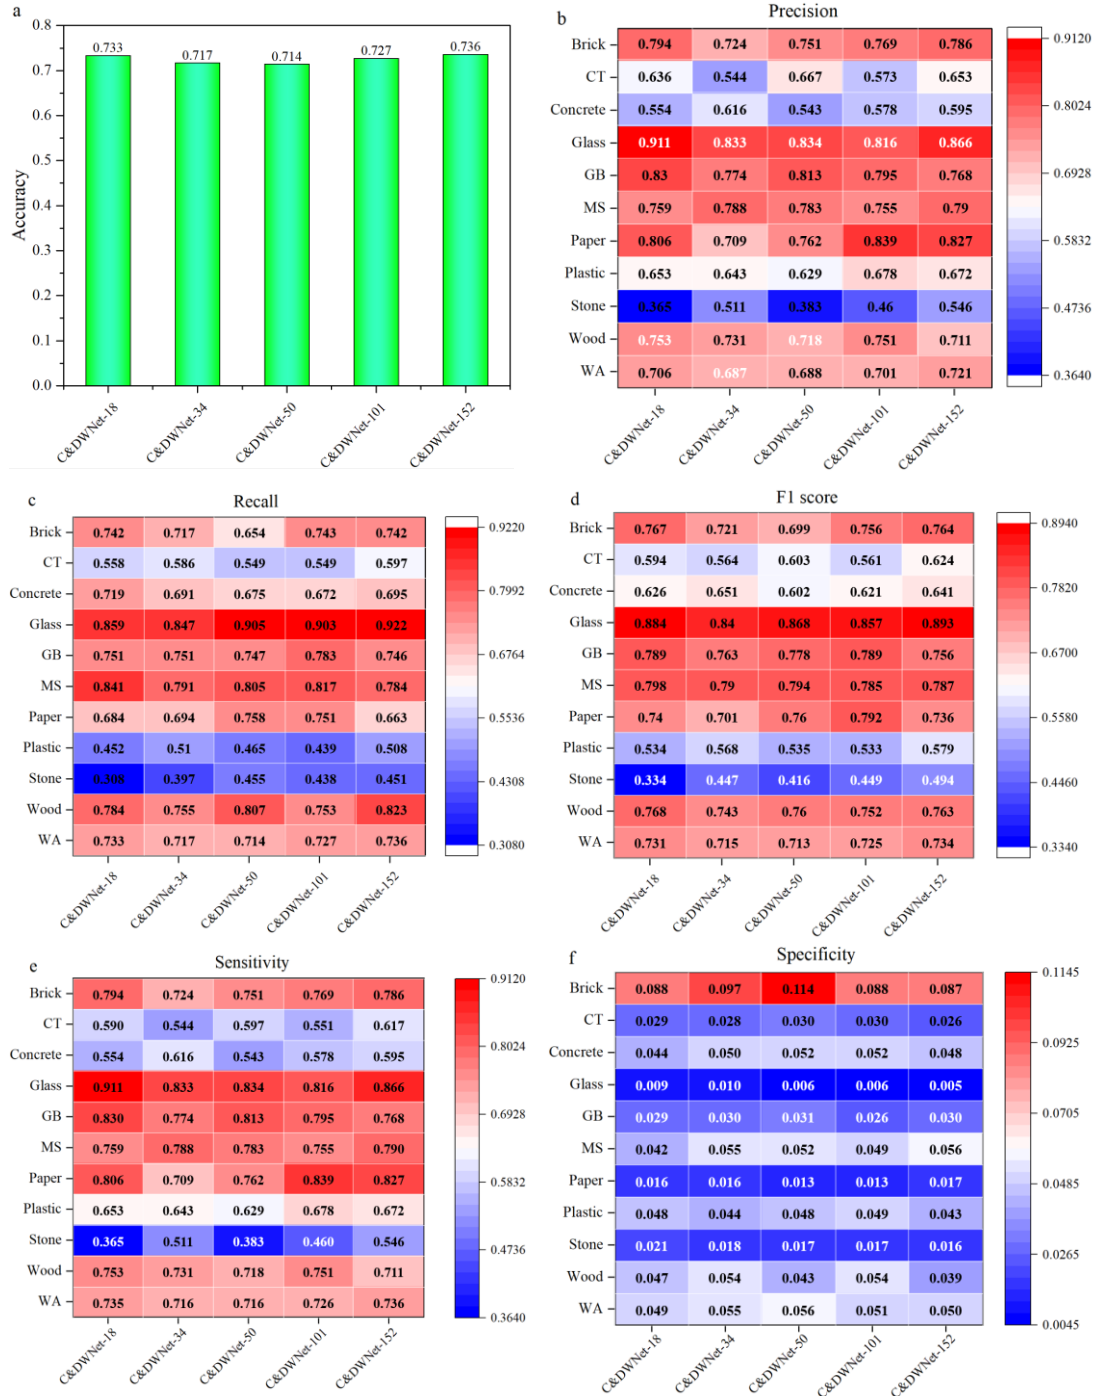 a
Accuracy
0.8
0.7
0.6
0.5
0.4
0.3
0.2
0.1
0.0
0.733 0.717 0.714 0.727 0.736
C&DWNet-18 C&DWNet-34 C&DWNet-50 C&DWNet-101 C&DWNet-152
b
Precision
Brick 0.794 0.724 0.751 0.769 0.786
CT 0.636 0.544 0.667 0.573 0.653
Concrete 0.554 0.616 0.543 0.578 0.595
Glass 0.911 0.833 0.834 0.816 0.866
GB 0.83 0.774 0.813 0.795 0.768
MS 0.759 0.788 0.783 0.755 0.79
Paper 0.806 0.709 0.762 0.839 0.827
Plastic 0.653 0.643 0.629 0.678 0.672
Stone 0.365 0.511 0.383 0.46 0.546
Wood 0.753 0.731 0.718 0.751 0.711
WA 0.706 0.687 0.688 0.701 0.721
C&DWNet-18 C&DWNet-34 C&DWNet-50 C&DWNet-101 C&DWNet-152
0.9120
0.8024
0.6928
0.5832
0.4736
0.3640
c
Recall
Brick 0.742 0.717 0.654 0.743 0.742
CT 0.558 0.586 0.549 0.549 0.597
Concrete 0.719 0.691 0.675 0.672 0.695
Glass 0.859 0.847 0.905 0.903 0.922
GB 0.751 0.751 0.747 0.783 0.746
MS 0.841 0.791 0.805 0.817 0.784
Paper 0.684 0.694 0.758 0.751 0.663
Plastic 0.452 0.51 0.465 0.439 0.508
Stone 0.308 0.397 0.455 0.438 0.451
Wood 0.784 0.755 0.807 0.753 0.823
WA 0.733 0.717 0.714 0.727 0.736
C&DWNet-18 C&DWNet-34 C&DWNet-50 C&DWNet-101 C&DWNet-152
0.9220
0.7992
0.6764
0.5536
0.4308
0.3080
d
F1 score
Brick 0.767 0.721 0.699 0.756 0.764
CT 0.594 0.564 0.603 0.561 0.624
Concrete 0.626 0.651 0.602 0.621 0.641
Glass 0.884 0.84 0.868 0.857 0.893
GB 0.789 0.763 0.778 0.789 0.756
MS 0.798 0.79 0.794 0.785 0.787
Paper 0.74 0.701 0.76 0.792 0.736
Plastic 0.534 0.568 0.535 0.533 0.579
Stone 0.334 0.447 0.416 0.449 0.494
Wood 0.768 0.743 0.76 0.752 0.763
WA 0.731 0.715 0.713 0.725 0.734
C&DWNet-18 C&DWNet-34 C&DWNet-50 C&DWNet-101 C&DWNet-152
0.8940
0.7820
0.6700
0.5580
0.4460
0.3340
e
Sensitivity
Brick 0.794 0.724 0.751 0.769 0.786
CT 0.590 0.544 0.597 0.551 0.617
Concrete 0.554 0.616 0.543 0.578 0.595
Glass 0.911 0.833 0.834 0.816 0.866
GB 0.830 0.774 0.813 0.795 0.768
MS 0.759 0.788 0.783 0.755 0.790
Paper 0.806 0.709 0.762 0.839 0.827
Plastic 0.653 0.643 0.629 0.678 0.672
Stone 0.365 0.511 0.383 0.460 0.546
Wood 0.753 0.731 0.718 0.751 0.711
WA 0.735 0.716 0.716 0.726 0.736
C&DWNet-18 C&DWNet-34 C&DWNet-50 C&DWNet-101 C&DWNet-152
0.9120
0.8024
0.6928
0.5832
0.4736
0.3640
f
Specificity
Brick 0.088 0.097 0.114 0.088 0.087
CT 0.029 0.028 0.030 0.030 0.026
Concrete 0.044 0.050 0.052 0.052 0.048
Glass 0.009 0.010 0.006 0.006 0.005
GB 0.029 0.030 0.031 0.026 0.030
MS 0.042 0.055 0.052 0.049 0.056
Paper 0.016 0.016 0.013 0.013 0.017
Plastic 0.048 0.044 0.048 0.049 0.043
Stone 0.021 0.018 0.017 0.017 0.016
Wood 0.047 0.054 0.043 0.054 0.039
WA 0.049 0.055 0.056 0.051 0.050
C&DWNet-18 C&DWNet-34 C&DWNet-50 C&DWNet-101 C&DWNet-152
0.1145
0.0925
0.0705
0.0485
0.0265
0.0045